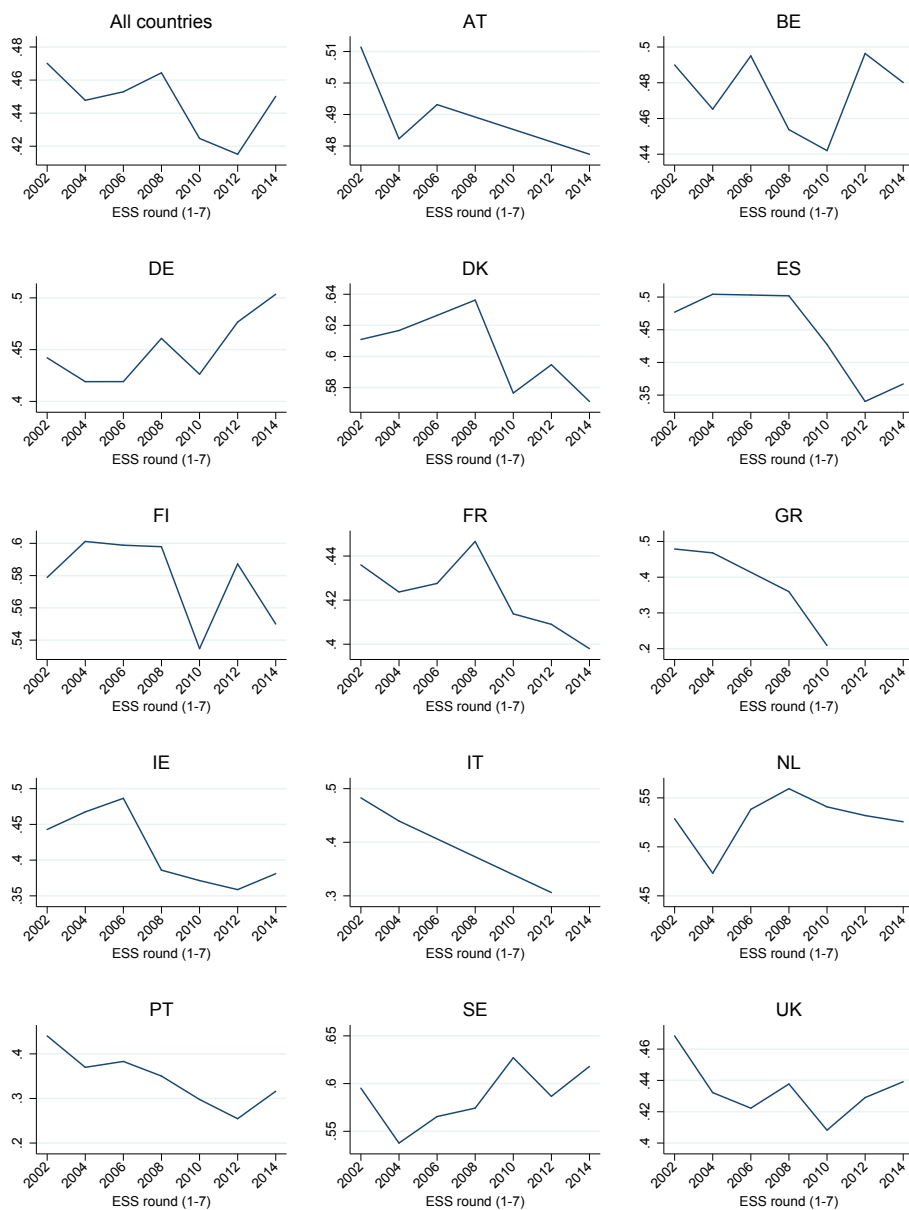 All countries
.48
.46
.44
.42
2002 2004 2006 2008 2010 2012 2014
ESS round (1-7)
AT
.51
.5
.49
.48
2002 2004 2006 2008 2010 2012 2014
ESS round (1-7)
BE
.5
.48
.46
.44
2002 2004 2006 2008 2010 2012 2014
ESS round (1-7)
DE
.5
.45
.4
2002 2004 2006 2008 2010 2012 2014
ESS round (1-7)
DK
.64
.62
.6
.58
2002 2004 2006 2008 2010 2012 2014
ESS round (1-7)
ES
.5
.45
.4
.35
2002 2004 2006 2008 2010 2012 2014
ESS round (1-7)
FI
.6
.58
.56
.54
2002 2004 2006 2008 2010 2012 2014
ESS round (1-7)
FR
.44
.42
.4
2002 2004 2006 2008 2010 2012 2014
ESS round (1-7)
GR
.5
.4
.3
.2
2002 2004 2006 2008 2010 2012 2014
ESS round (1-7)
IE
.5
.45
.4
.35
2002 2004 2006 2008 2010 2012 2014
ESS round (1-7)
IT
.5
.4
.3
2002 2004 2006 2008 2010 2012 2014
ESS round (1-7)
NL
.55
.5
.45
2002 2004 2006 2008 2010 2012 2014
ESS round (1-7)
PT
.4
.3
.2
2002 2004 2006 2008 2010 2012 2014
ESS round (1-7)
SE
.65
.6
.55
2002 2004 2006 2008 2010 2012 2014
ESS round (1-7)
UK
.46
.44
.42
.4
2002 2004 2006 2008 2010 2012 2014
ESS round (1-7)